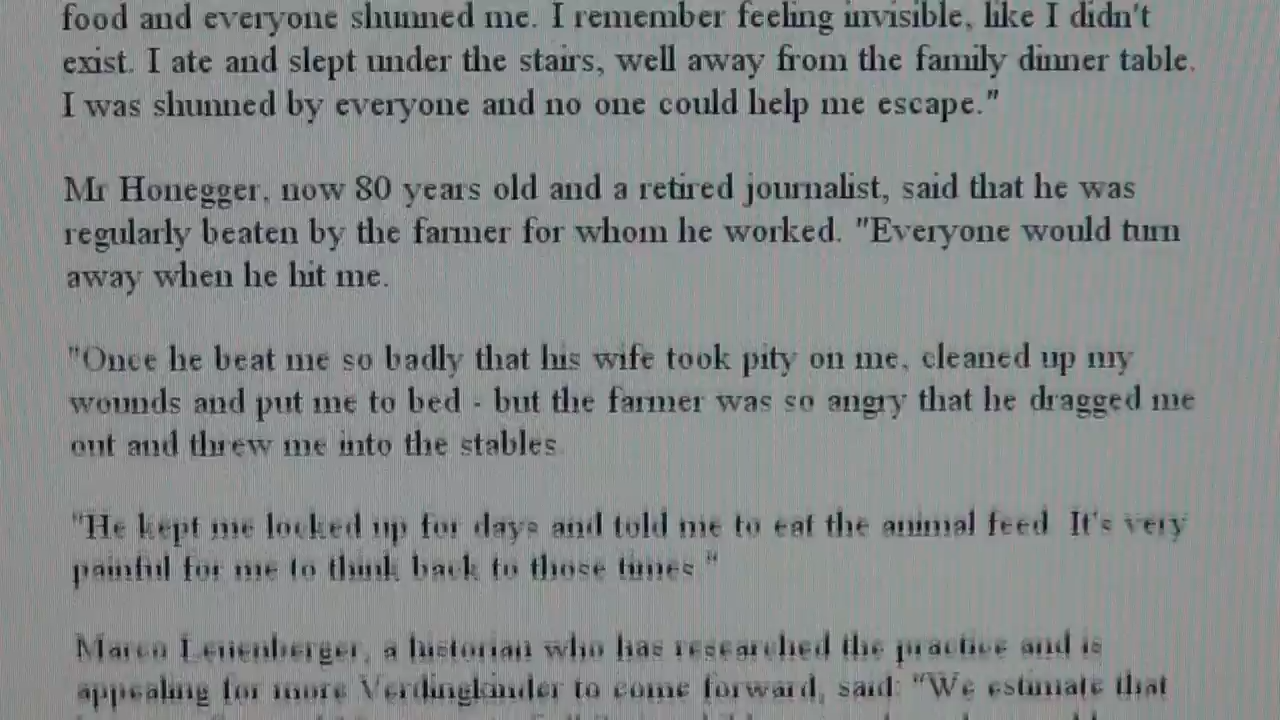 food and everyone shunned me. I remember feeling invisible, like I didn't
exist. I ate and slept under the stairs, well away from the family dinner table.
I was shunned by everyone and no one could help me escape."
Mr Honegger, now 80 years old and a retired journalist, said that he was
regularly beaten by the farmer for whom he worked. "Everyone would turn
away when he hit me.
"Once he beat me so badly that his wife took pity on me, cleaned up my
wounds and put me to bed - but the farmer was so angry that he dragged me
out and threw me into the stables.
"He kept me locked up for days and told me to eat the animal feed. It's very
painful for me to think back to those times."
Marco Leuenberger, a historian who has researched the practice and is
appealing for more Verdingkinder to come forward, said: "We estimate that